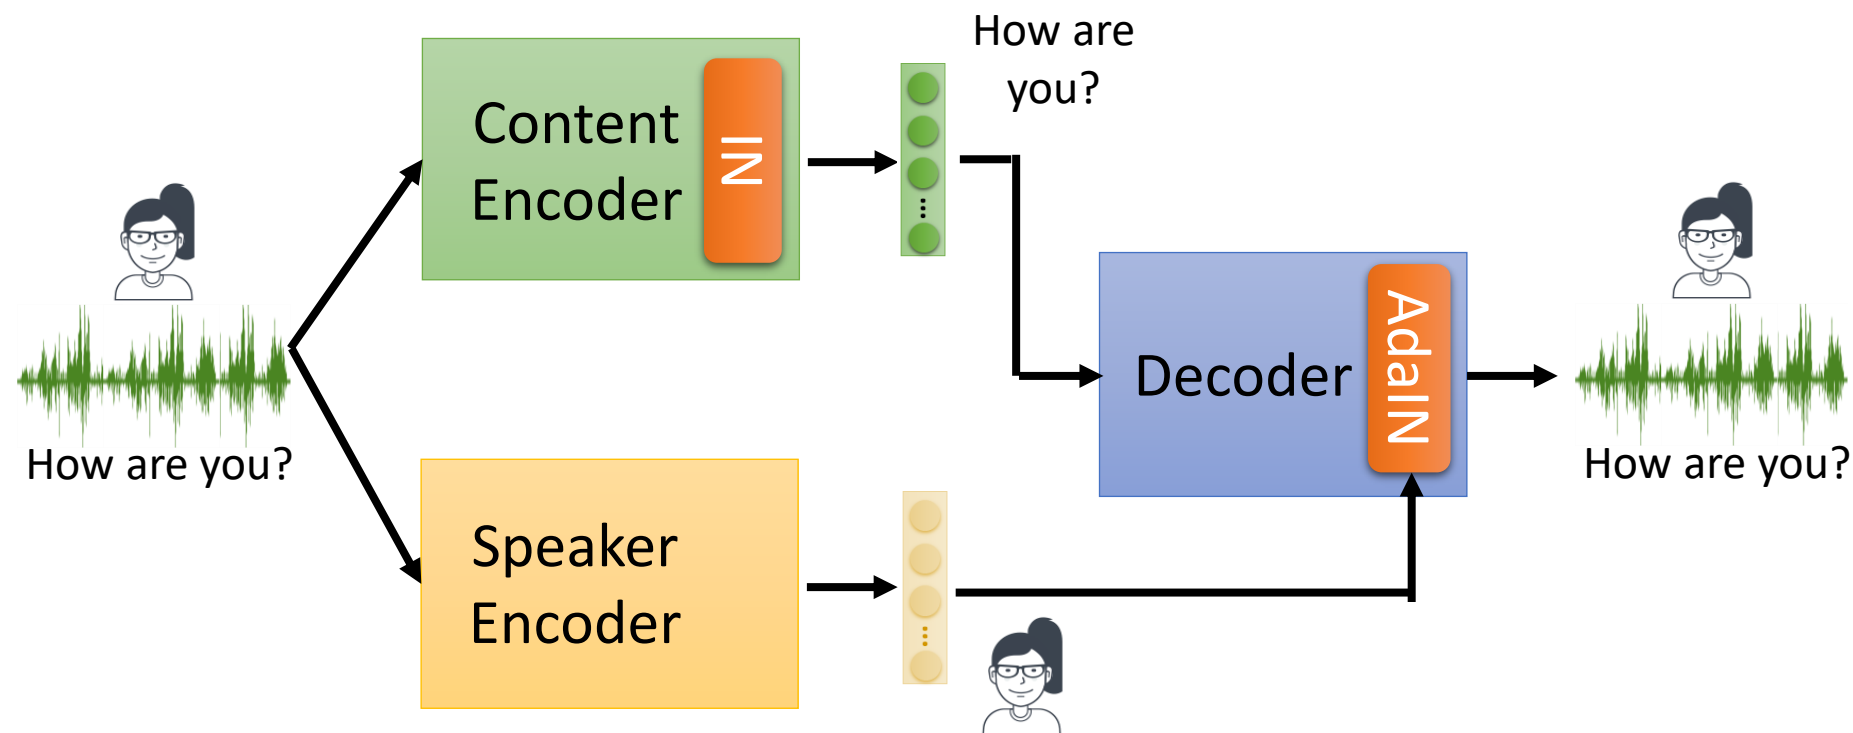 How are
you?
Content
Encoder
IN
How are you?
Decoder
AdaIN
How are you?
Speaker
Encoder